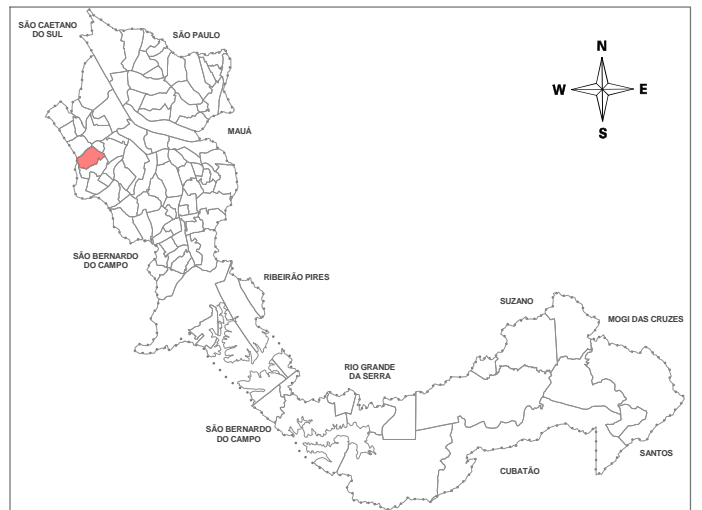 SÃO CAETANO
DO SUL
SÃO PAULO
N
W
E
S
MAUÁ
SÃO BERNARDO
DO CAMPO
RIBEIRÃO PIRES
SUZANO
MOGI DAS CRUZES
RIO GRANDE
DA SERRA
SÃO BERNARDO
DO CAMPO
SANTOS
CUBATÃO